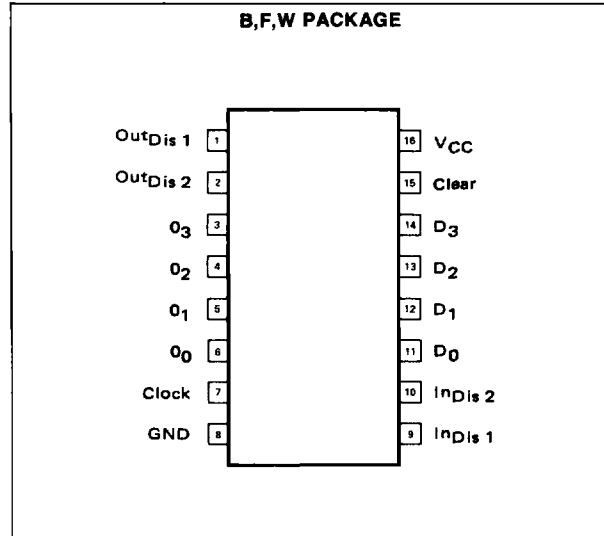 B,F,W PACKAGE
OutDis 1 1 16 VCC
OutDis 2 2 15 Clear
O3 3 14 D3
O2 4 13 D2
O1 5 12 D1
O0 6 11 D0
Clock 7 10 InDis 2
GND 8 9 InDis 1